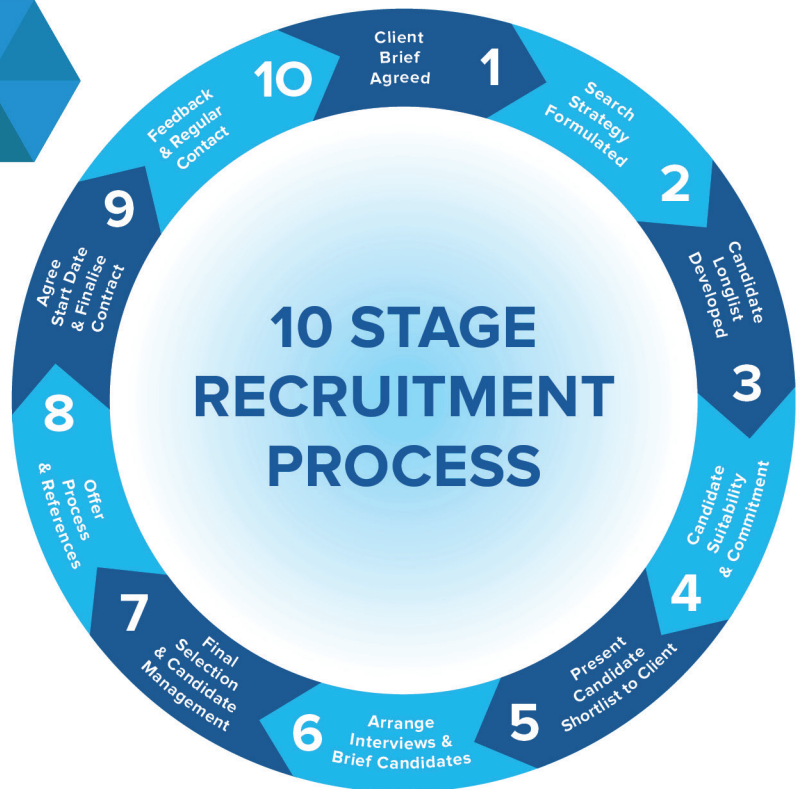 10 STAGE
RECRUITMENT
PROCESS
Client
Brief
Agreed
1
Search
Strategy
Formulated
2
Candidate
Longlist
Developed
3
Candidate
Suitability
& Commitment
4
Present
Candidate
Shortlist to Client
5
Arrange
Interviews &
Brief Candidates
6
Final
Selection
& Candidate
Management
7
Offer
Process
& References
8
Agree
Start Date
& Finalise
Contract
9
Feedback
& Regular
Contact
10